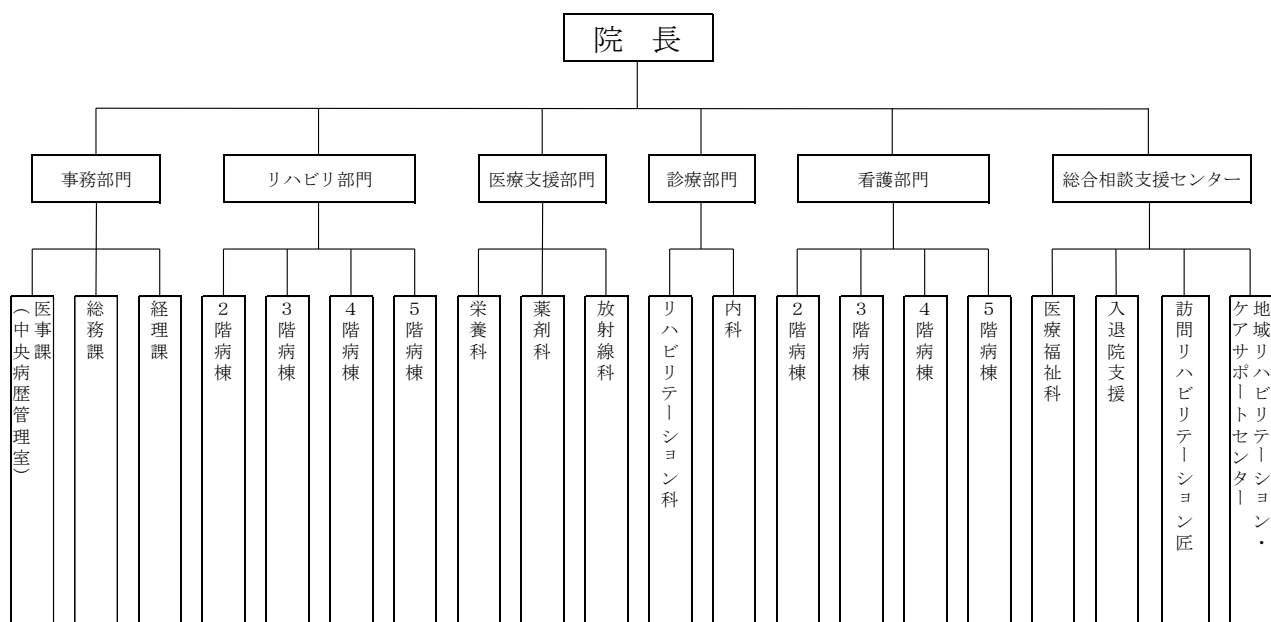 院 長
事務部門
リハビリ部門
医療支援部門
診療部門
看護部門
総合相談支援センター
医事課
(中央病歴管理室)
総務課
経理課
2階病棟
3階病棟
4階病棟
5階病棟
栄養科
薬剤科
放射線科
リハビリテーション科
内科
2階病棟
3階病棟
4階病棟
5階病棟
医療福祉科
入退院支援
訪問リハビリテーション匠
地域リハビリテーション・
ケアサポートセンター